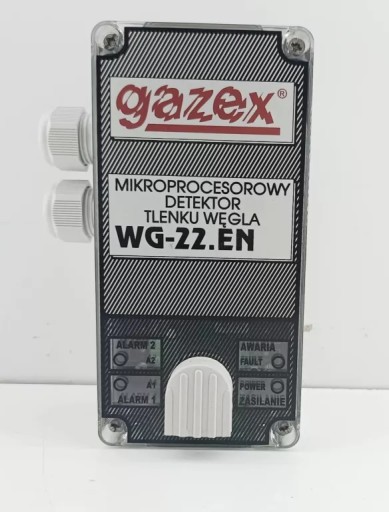 gazex®
MIKROPROCESOROWY
DETEKTOR
TLENKU WĘGLA
WG-22.EN
ALARM 2
A2
AWARIA
FAULT
A1
ALARM 1
POWER
ZASILANIE